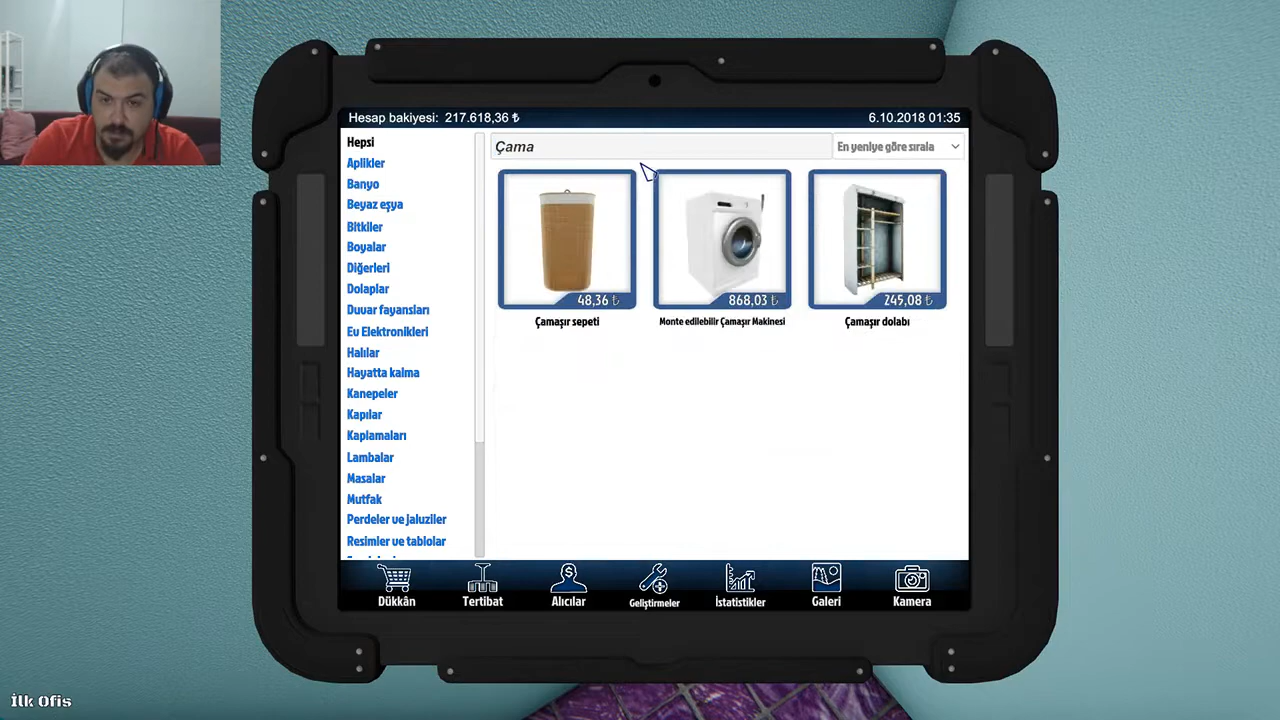 Hesap bakiyesi: 217.618,36 ₺
6.10.2018 01:35
Hepsi
Aplikler
Banyo
Beyaz eşya
Bitkiler
Boyalar
Diğerleri
Dolaplar
Duvar fayansları
Ev Elektronikleri
Halılar
Hayatta kalma
Kanepeler
Kapılar
Kaplamaları
Lambalar
Masalar
Mutfak
Perdeler ve jaluziler
Resimler ve tablolar
Çama
En yeniye göre sırala
48,36 ₺
868,03 ₺
245,08 ₺
Çamaşır sepeti
Monte edilebilir Çamaşır Makinesi
Çamaşır dolabı
Dükkân
Tertibat
Alıcılar
Geliştirmeler
İstatistikler
Galeri
Kamera
İlk Ofis